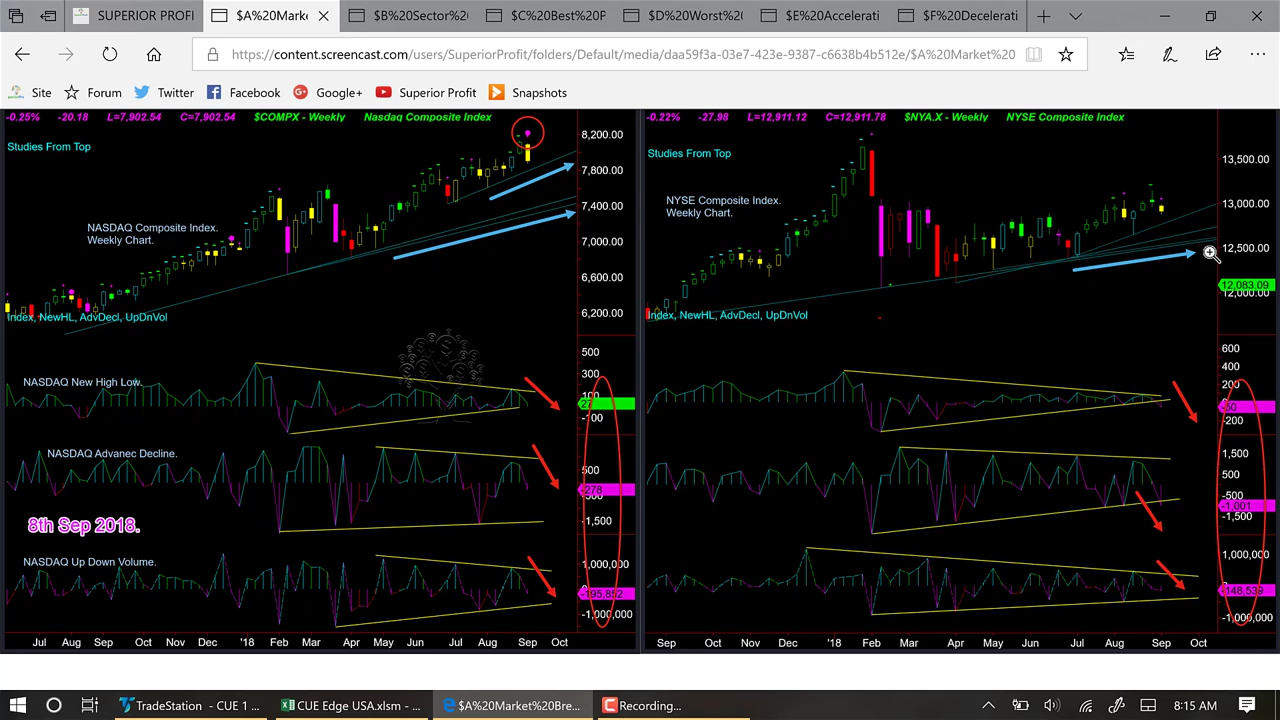 SUPERIOR PROFI
$A%20Mark
$B%20Sector%
$C%20Best%20P
$D%20Worst%
$E%20Accelerati
$F%20Decelerati
https://content.screencast.com/users/SuperiorProfit/folders/Default/media/daa59f3a-03e7-423e-9387-c6638b4b512e/$A%20Market%20
Site Forum Twitter Facebook Google+ Superior Profit Snapshots
-0.25% -20.18 L=7,902.54 C=7,902.54 $COMPX - Weekly Nasdaq Composite Index
Studies From Top
NASDAQ Composite Index.
Weekly Chart.
8,200.00
7,800.00
7,400.00
7,000.00
6,600.00
6,200.00
Index, NewHL, AdvDecl, UpDnVol
NASDAQ New High Low.
500
300
100
27
-100
NASDAQ Advanec Decline.
500
-278
-500
-1,500
8th Sep 2018.
NASDAQ Up Down Volume.
1,000,000
-195,852
-1,000,000
Jul Aug Sep Oct Nov Dec '18 Feb Mar Apr May Jun Jul Aug Sep Oct
-0.22% -27.98 L=12,911.12 C=12,911.78 $NYA.X - Weekly NYSE Composite Index
Studies From Top
NYSE Composite Index.
Weekly Chart.
13,500.00
13,000.00
12,500.00
12,083.09
12,000.00
Index, NewHL, AdvDecl, UpDnVol
600
400
200
-50
-200
1,500
500
-500
-1,001
-1,500
1,000,000
-148,539
-1,000,000
Sep Oct Nov Dec '18 Feb Mar Apr May Jun Jul Aug Sep Oct
TradeStation - CUE 1 ...
CUE Edge USA.xlsm - ...
$A%20Market%20Bre...
Recording...
8:15 AM